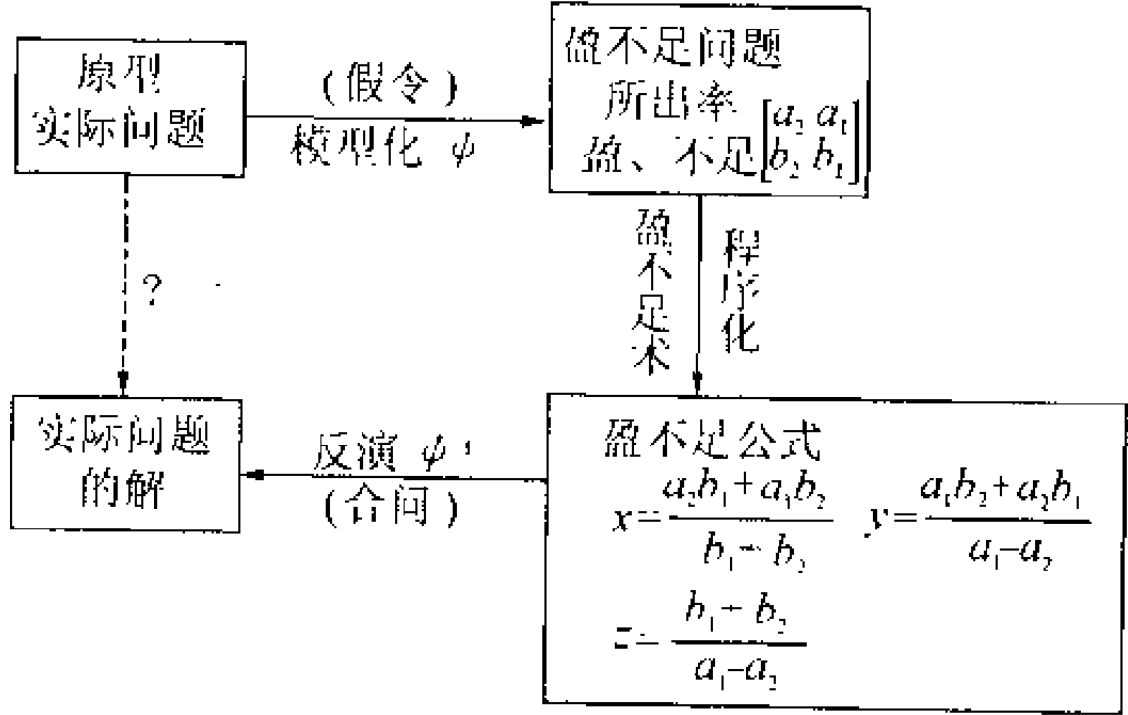 原型
实际问题
(假令)
模型化 ψ
盈不足问题
所出率
盈、不足[a₂ a₁
b₂ b₁]
?
盈不足术
程序化
实际问题
的解
反演 ψ⁻¹
(合问)
盈不足公式
x=(a₂b₁+a₁b₂)/(b₁+b₂) y=(a₁b₂+a₂b₁)/(a₁-a₂)
z=(b₁+b₂)/(a₁-a₂)